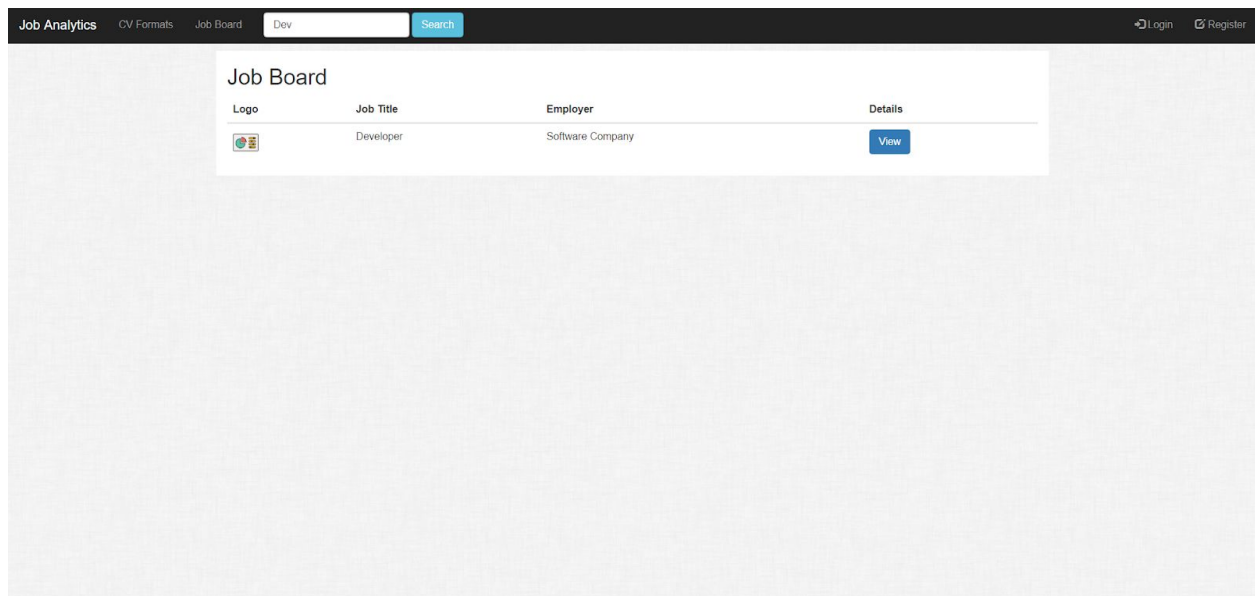 Job Analytics CV Formats Job Board Dev Search Login Register
Job Board
Logo Job Title Employer Details
Developer Software Company View